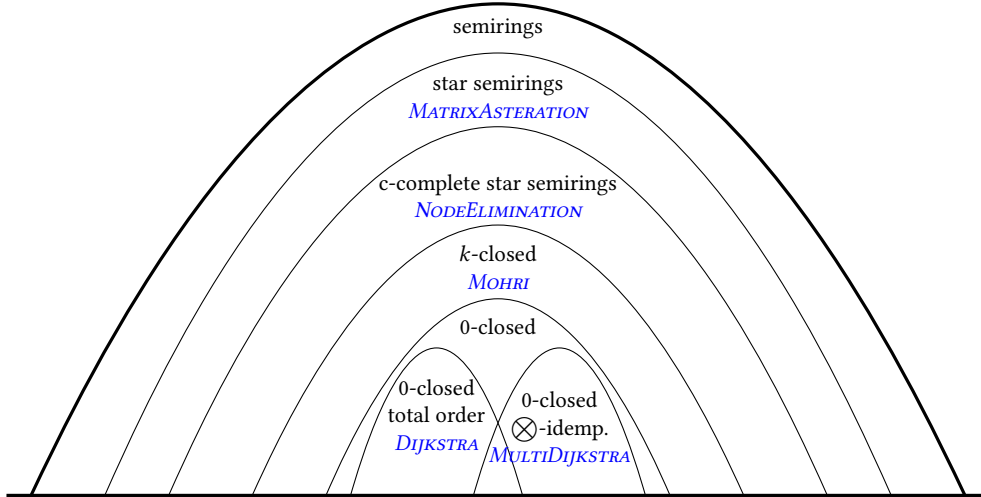 semirings
star semirings
MATRIXASTERATION
c-complete star semirings
NODEELIMINATION
k-closed
MOHRI
0-closed
0-closed
total order
DIJKSTRA
0-closed
⊗-idemp.
MULTIDIJKSTRA